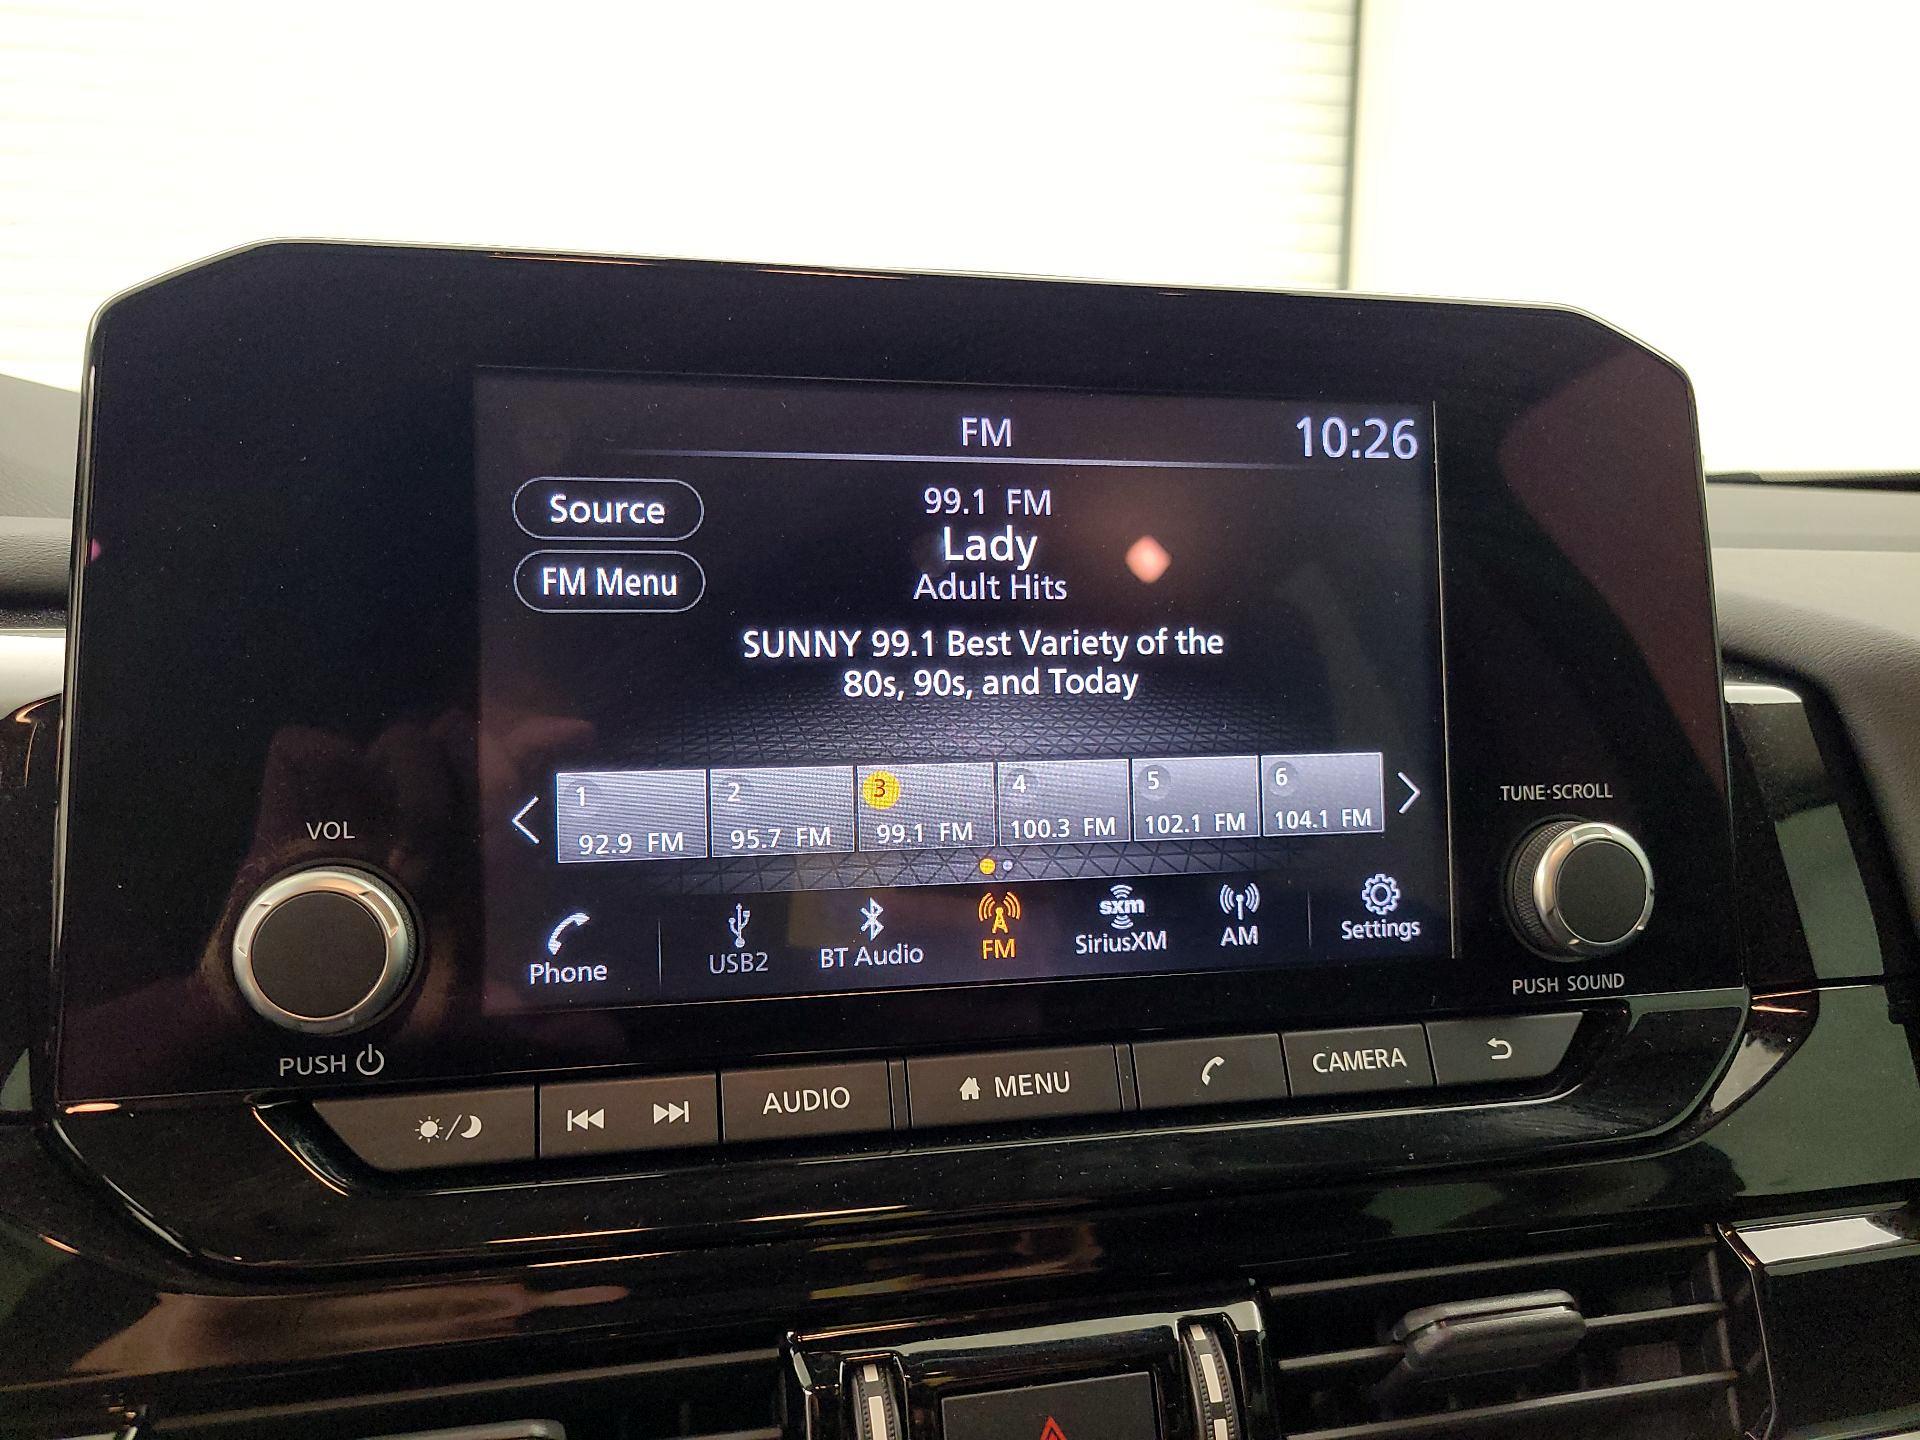 FM
10:26
Source
99.1 FM
Lady
FM Menu
Adult Hits
SUNNY 99.1 Best Variety of the
80s, 90s, and Today
1 2 3 4 5 6
92.9 FM 95.7 FM 99.1 FM 100.3 FM 102.1 FM 104.1 FM
sxm
Phone USB2 BT Audio FM SiriusXM AM Settings
VOL
PUSH
TUNE·SCROLL
PUSH SOUND
AUDIO MENU CAMERA